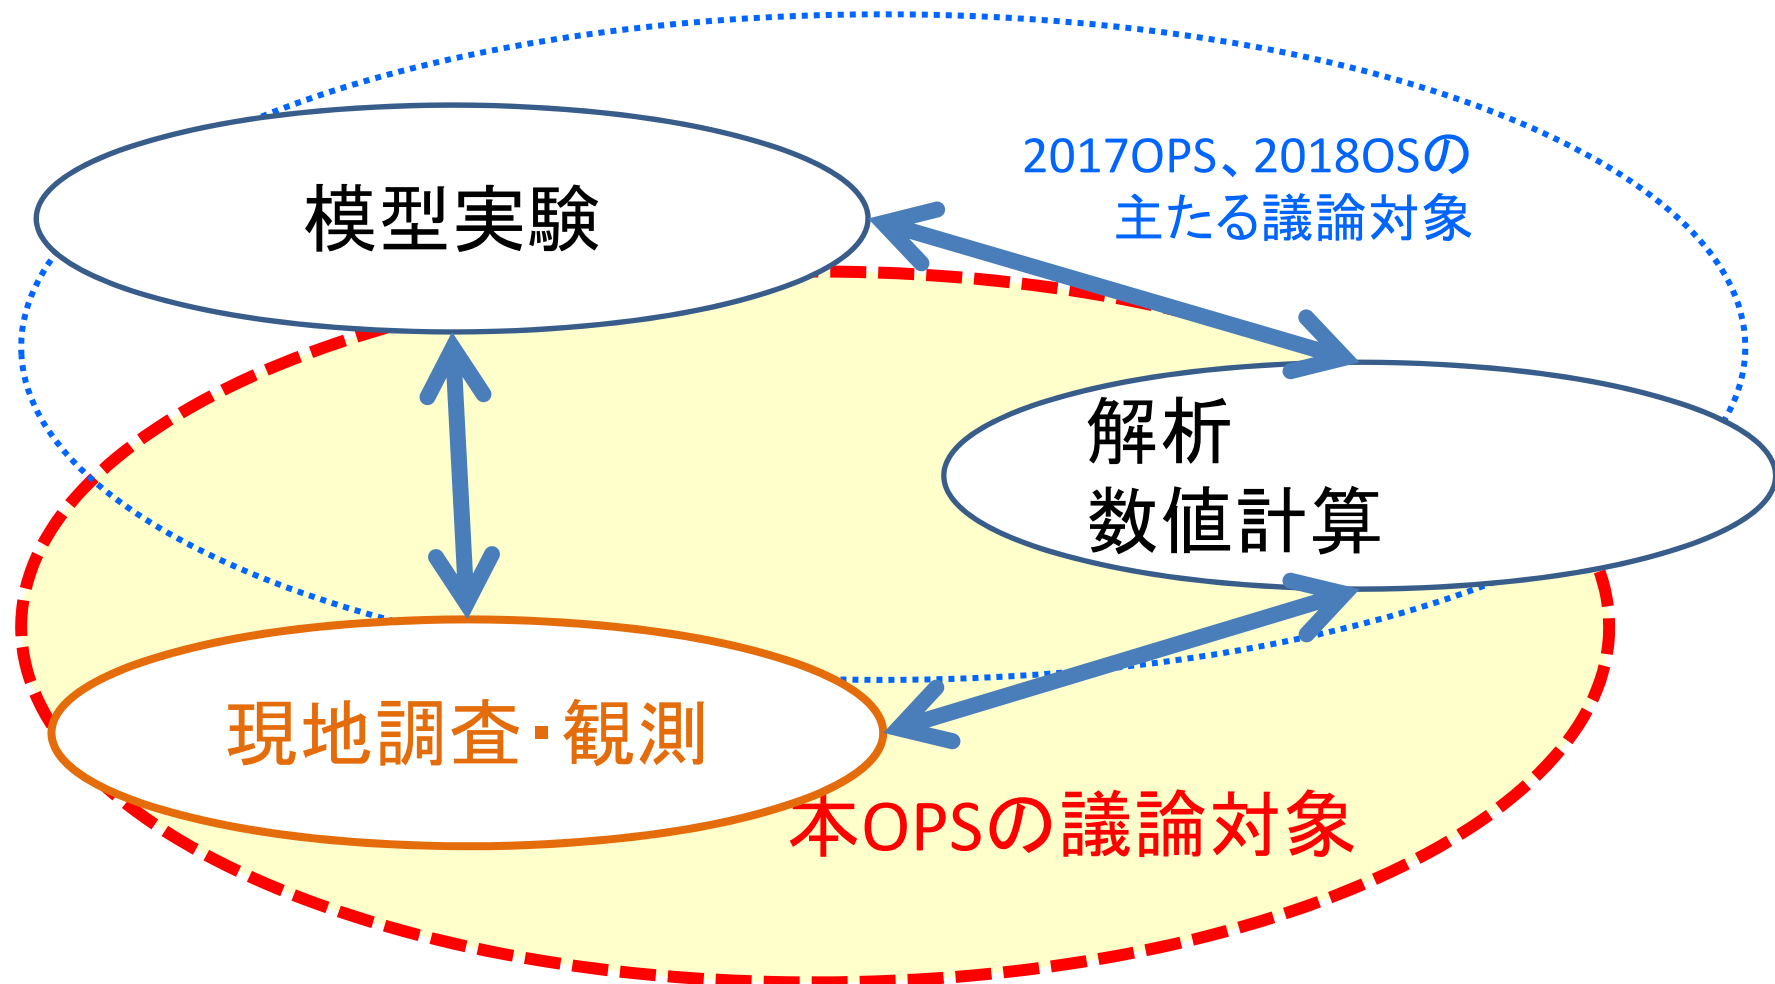 模型実験
2017OPS、2018OSの
主たる議論対象
解析
数値計算
現地調査・観測
本OPSの議論対象